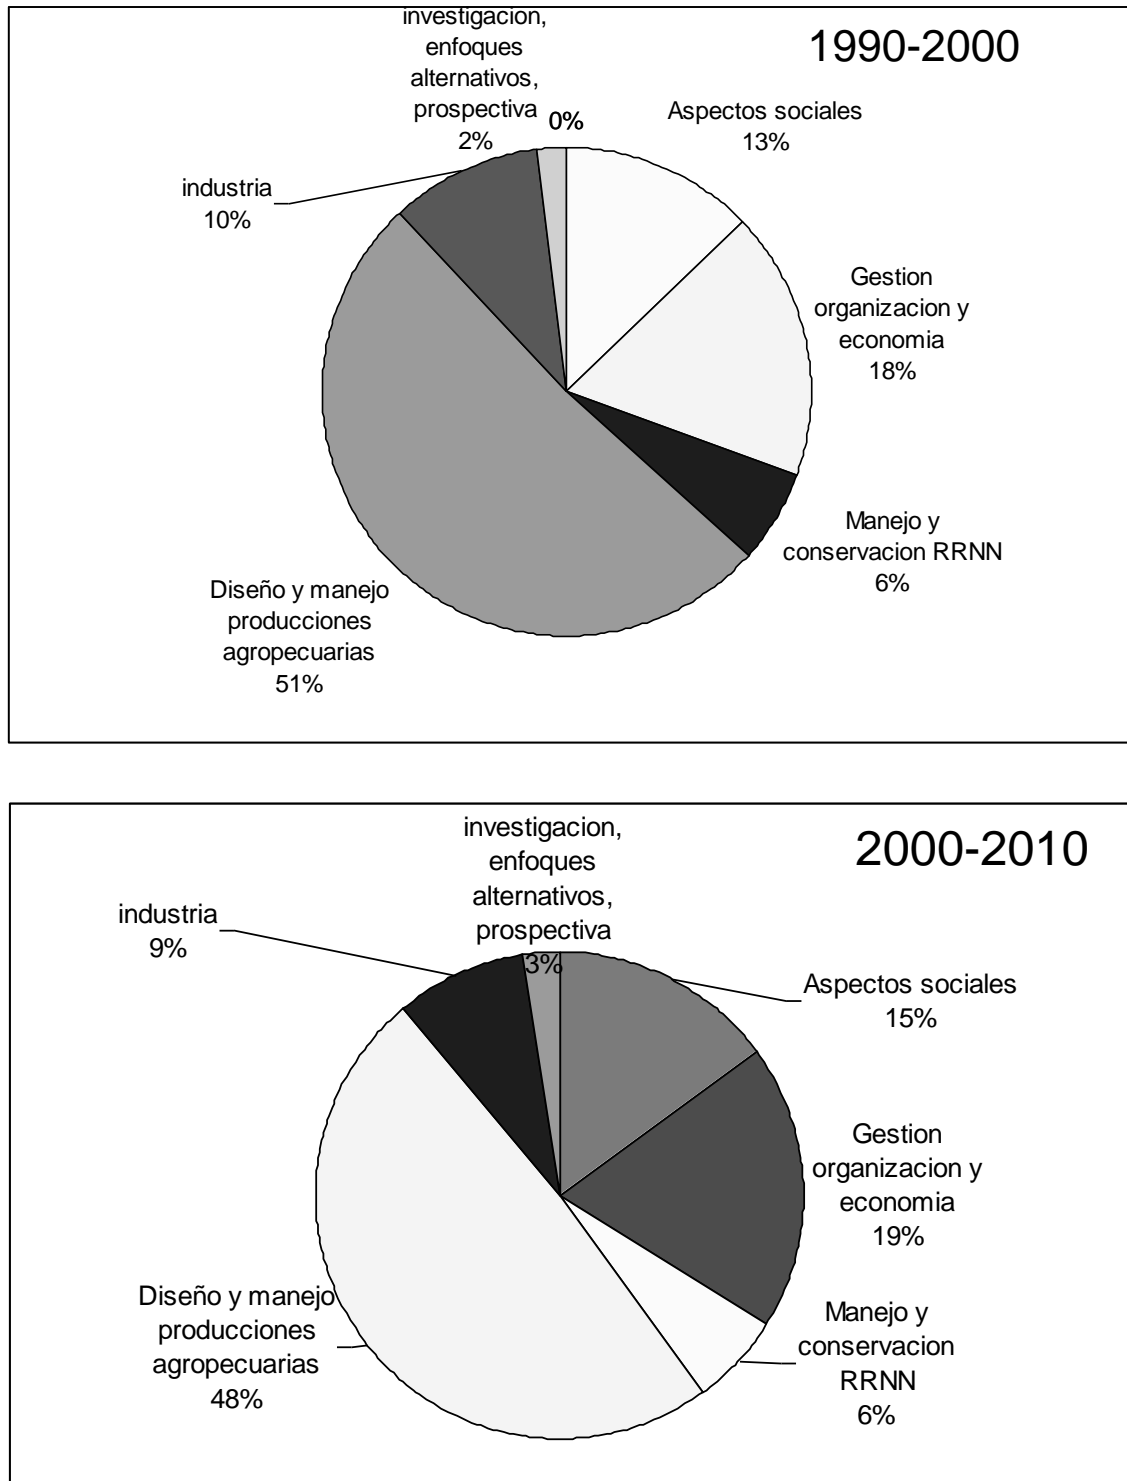 investigacion,
enfoques
alternativos,
prospectiva
2%
0%
1990-2000
Aspectos sociales
13%
industria
10%
Gestion
organizacion y
economia
18%
Manejo y
conservacion RRNN
6%
Diseño y manejo
producciones
agropecuarias
51%
investigacion,
enfoques
alternativos,
prospectiva
3%
2000-2010
industria
9%
Aspectos sociales
15%
Gestion
organizacion y
economia
19%
Diseño y manejo
producciones
agropecuarias
48%
Manejo y
conservacion
RRNN
6%